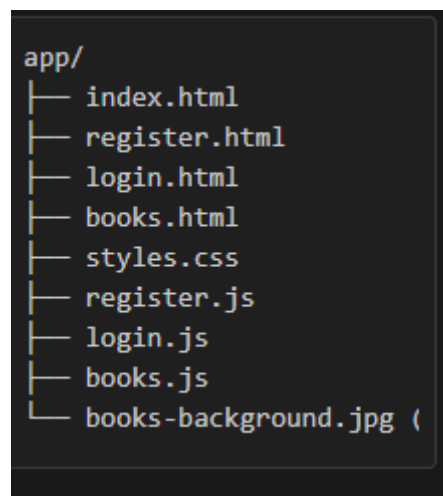 app/
├── index.html
├── register.html
├── login.html
├── books.html
├── styles.css
├── register.js
├── login.js
├── books.js
└── books-background.jpg (